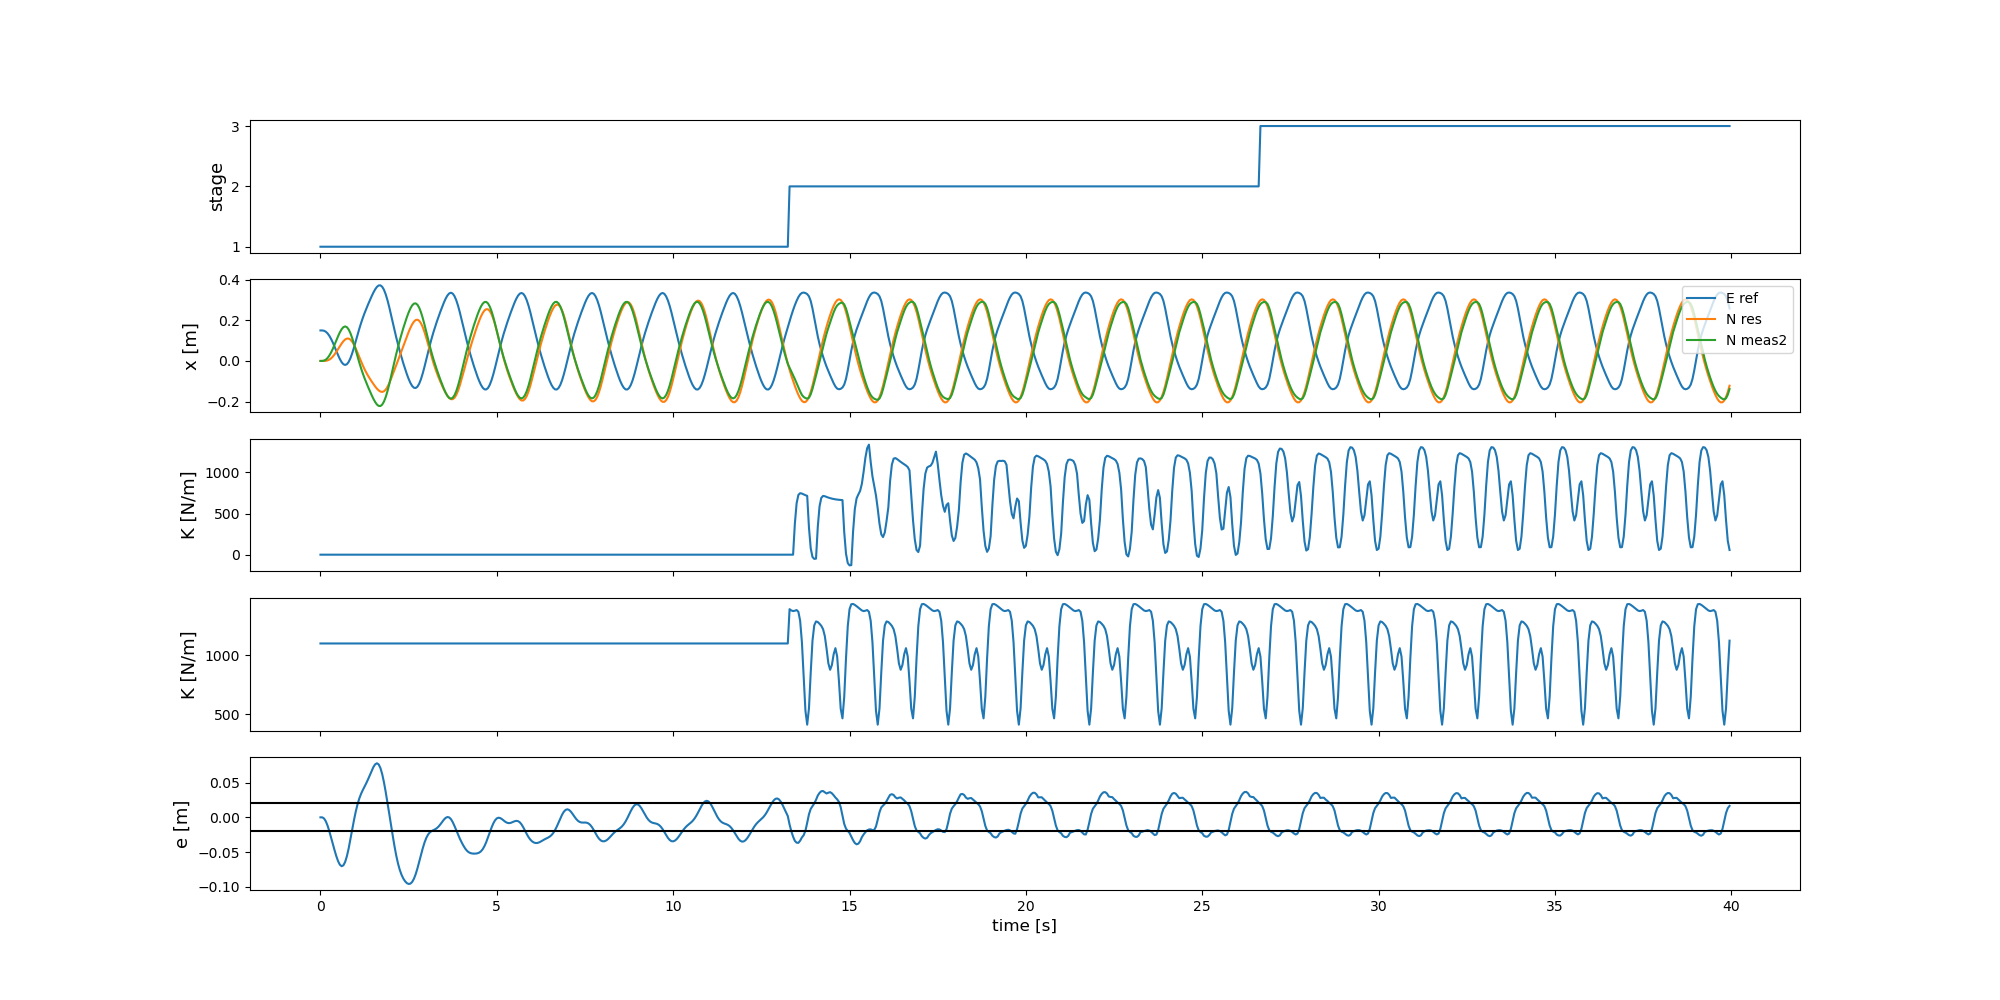 stage
3
2
1
x [m]
0.4
0.2
0.0
−0.2
E ref
N res
N meas2
K [N/m]
1000
500
0
K [N/m]
1000
500
e [m]
0.05
0.00
−0.05
−0.10
0 5 10 15 20 25 30 35 40
time [s]